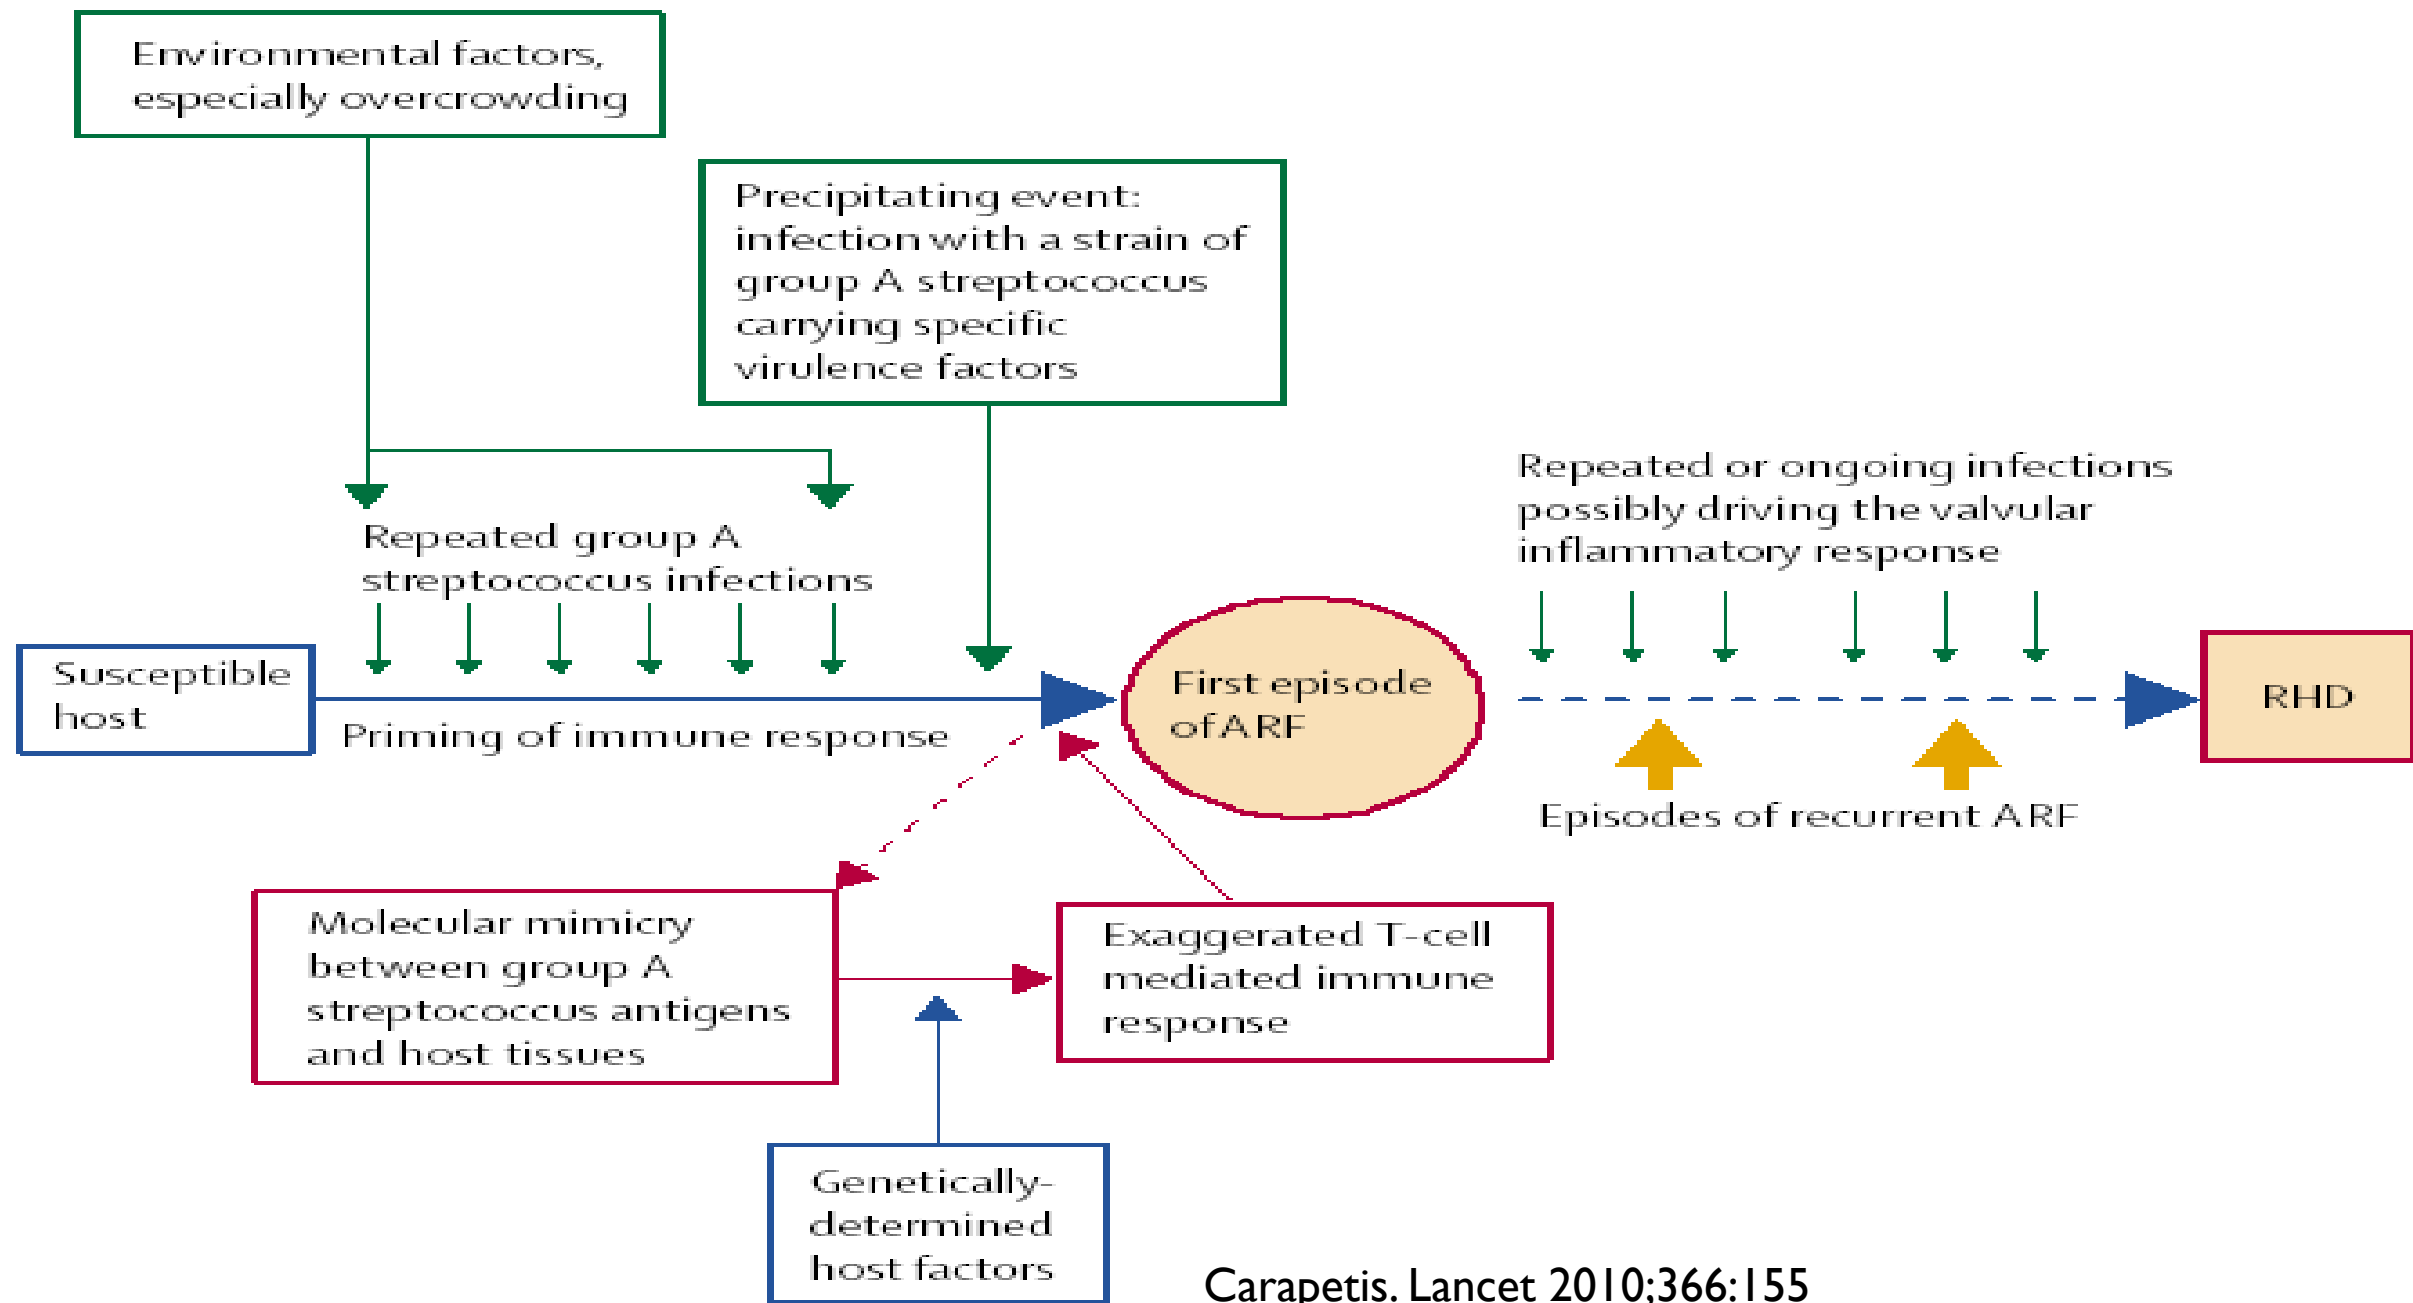 Environmental factors,
especially overcrowding
Precipitating event:
infection with a strain of
group A streptococcus
carrying specific
virulence factors
Repeated group A
streptococcus infections
Repeated or ongoing infections
possibly driving the valvular
inflammatory response
Susceptible
host
Priming of immune response
First episode
of ARF
RHD
Episodes of recurrent ARF
Molecular mimicry
between group A
streptococcus antigens
and host tissues
Exaggerated T-cell
mediated immune
response
Genetically-
determined
host factors
Carapetis. Lancet 2010;366:155